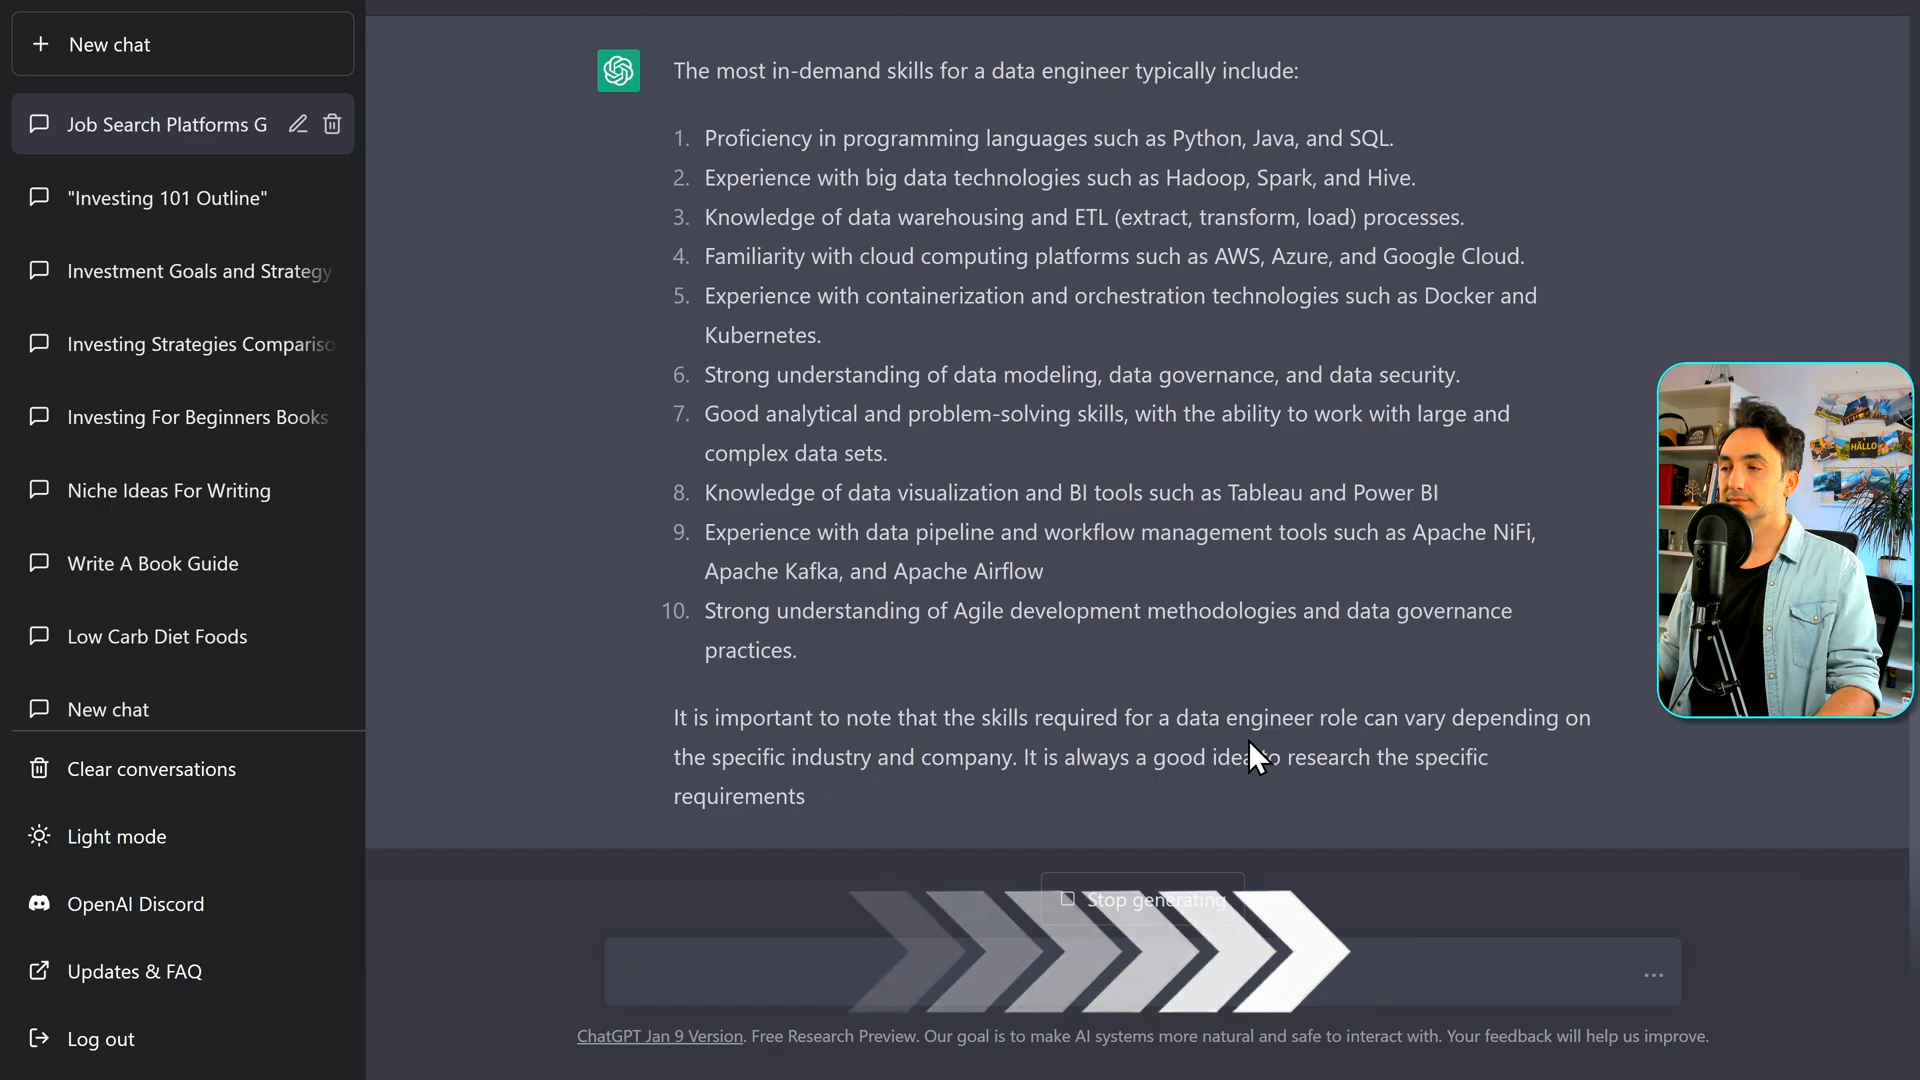 New chat
Job Search Platforms G
"Investing 101 Outline"
Investment Goals and Strategy
Investing Strategies Compariso
Investing For Beginners Books
Niche Ideas For Writing
Write A Book Guide
Low Carb Diet Foods
New chat
Clear conversations
Light mode
OpenAI Discord
Updates & FAQ
Log out
The most in-demand skills for a data engineer typically include:
1. Proficiency in programming languages such as Python, Java, and SQL.
2. Experience with big data technologies such as Hadoop, Spark, and Hive.
3. Knowledge of data warehousing and ETL (extract, transform, load) processes.
4. Familiarity with cloud computing platforms such as AWS, Azure, and Google Cloud.
5. Experience with containerization and orchestration technologies such as Docker and
Kubernetes.
6. Strong understanding of data modeling, data governance, and data security.
7. Good analytical and problem-solving skills, with the ability to work with large and
complex data sets.
8. Knowledge of data visualization and BI tools such as Tableau and Power BI
9. Experience with data pipeline and workflow management tools such as Apache NiFi,
Apache Kafka, and Apache Airflow
10. Strong understanding of Agile development methodologies and data governance
practices.
It is important to note that the skills required for a data engineer role can vary depending on
the specific industry and company. It is always a good idea to research the specific
requirements
HÄLLO
Stop generating
ChatGPT Jan 9 Version. Free Research Preview. Our goal is to make AI systems more natural and safe to interact with. Your feedback will help us improve.